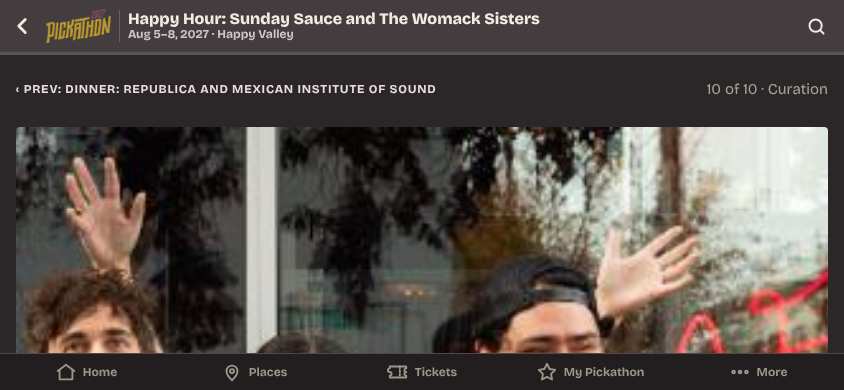 PICKATHON
Happy Hour: Sunday Sauce and The Womack Sisters
Aug 5–8, 2027 · Happy Valley
‹ PREV: DINNER: REPUBLICA AND MEXICAN INSTITUTE OF SOUND
10 of 10 · Curation
Home
Places
Tickets
My Pickathon
More